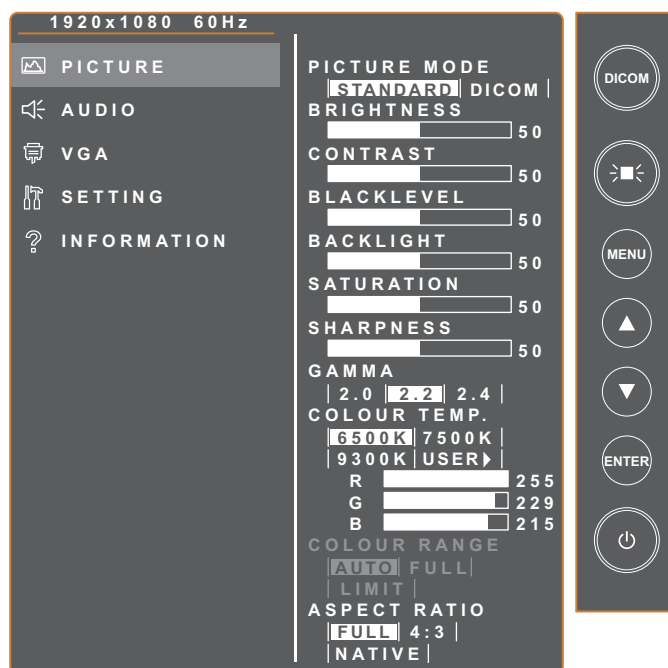 1920x1080 60Hz
PICTURE
AUDIO
VGA
SETTING
INFORMATION
PICTURE MODE
STANDARD DICOM
BRIGHTNESS
50
CONTRAST
50
BLACKLEVEL
50
BACKLIGHT
50
SATURATION
50
SHARPNESS
50
GAMMA
2.0 2.2 2.4
COLOUR TEMP.
6500K 7500K
9300K USER
R 255
G 229
B 215
COLOUR RANGE
AUTO FULL
LIMIT
ASPECT RATIO
FULL 4:3
NATIVE
DICOM
MENU
ENTER